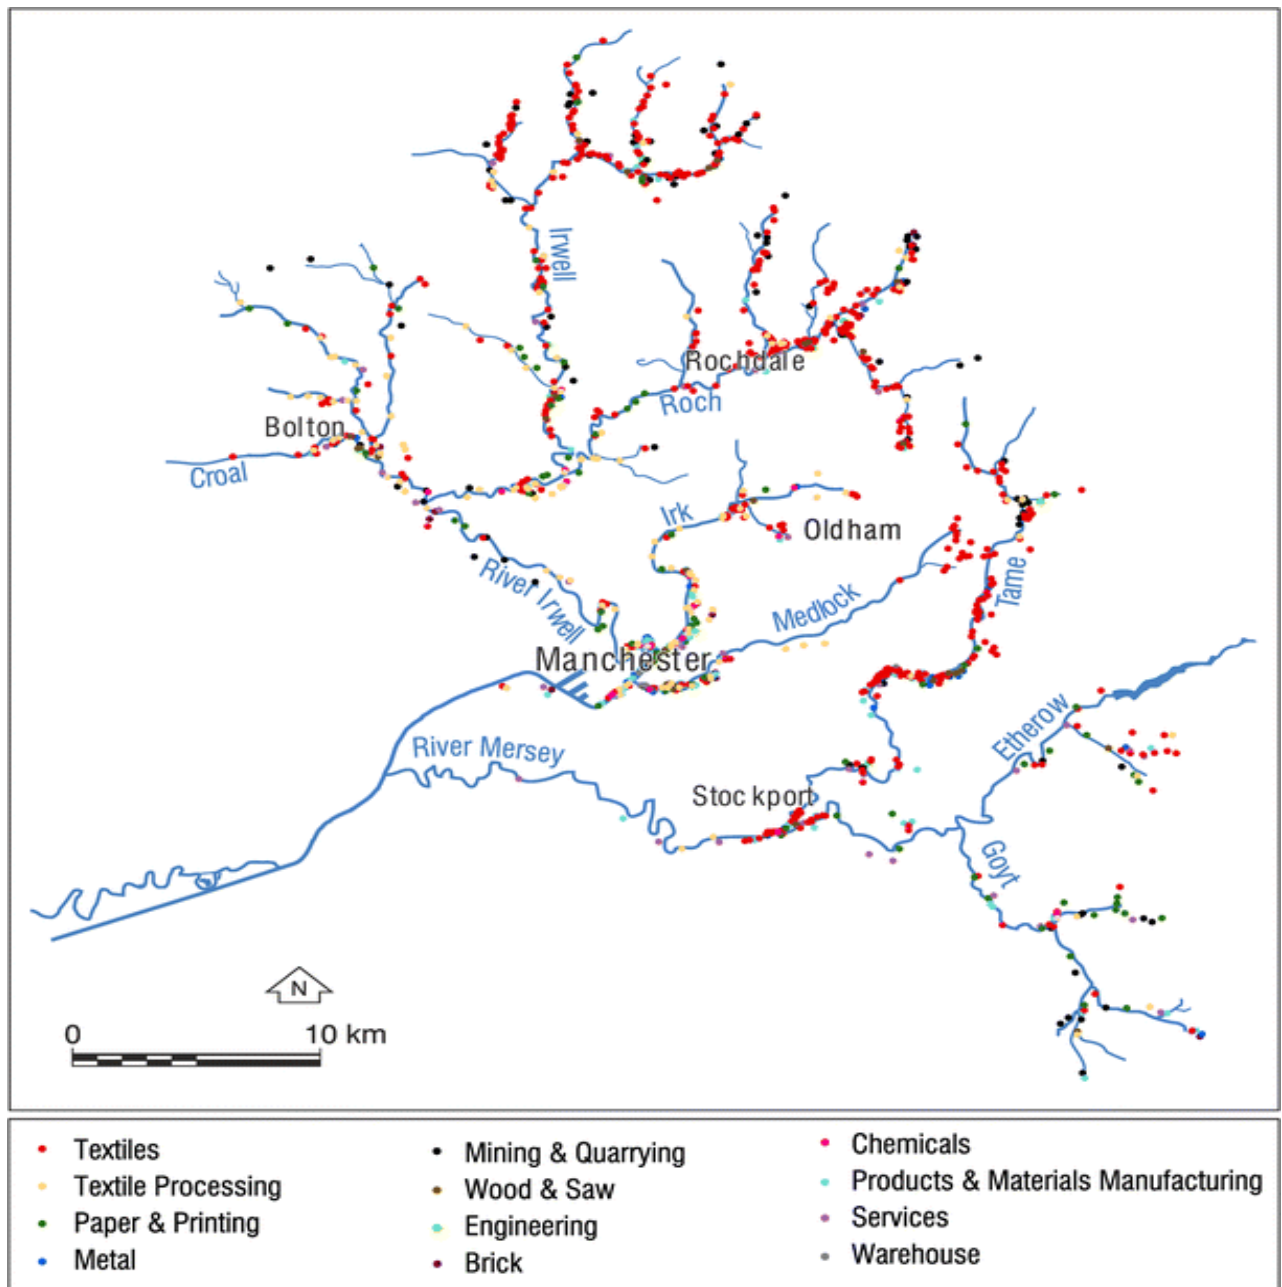 Irwell
Rochdale
Roch
Bolton
Croal
Irk
Oldham
River Irwell
Medlock
Tame
Manchester
Etherow
River Mersey
Stockport
Goyt
N
0 10 km
Textiles
Textile Processing
Paper & Printing
Metal
Mining & Quarrying
Wood & Saw
Engineering
Brick
Chemicals
Products & Materials Manufacturing
Services
Warehouse